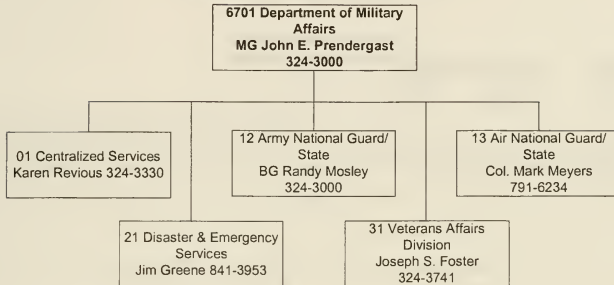 6701 Department of Military
Affairs
MG John E. Prendergast
324-3000
01 Centralized Services
Karen Revious 324-3330
12 Army National Guard/
State
BG Randy Mosley
324-3000
13 Air National Guard/
State
Col. Mark Meyers
791-6234
21 Disaster & Emergency
Services
Jim Greene 841-3953
31 Veterans Affairs
Division
Joseph S. Foster
324-3741